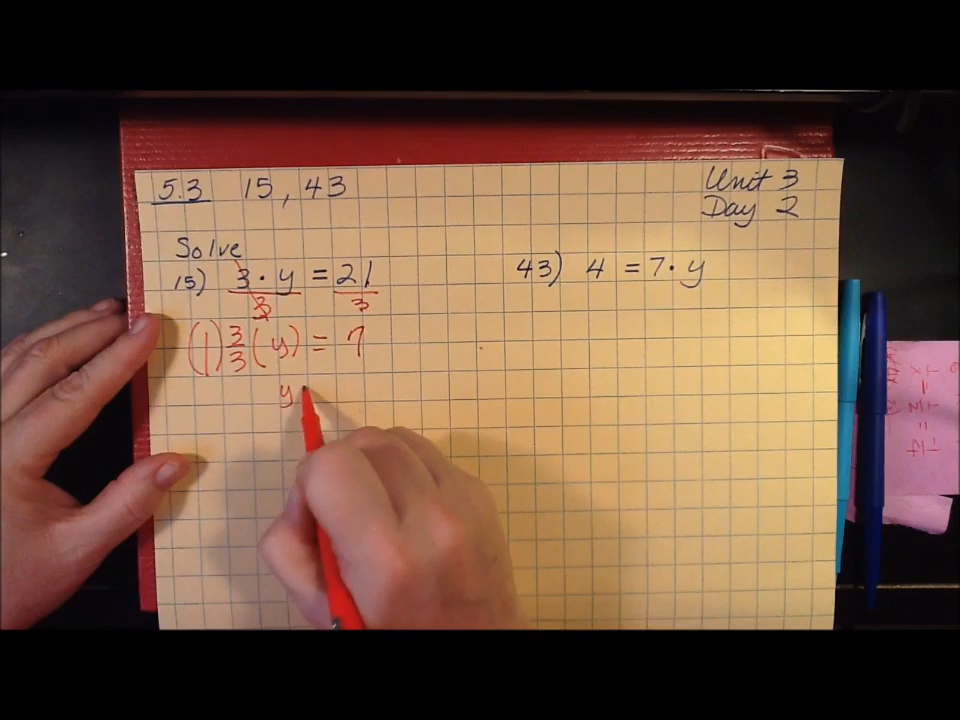 5.3 15, 43
Unit 3
Day 2
Solve
15) 3 · y = 21
3 3
(1) 3/3 (y) = 7
y
43) 4 = 7 · y